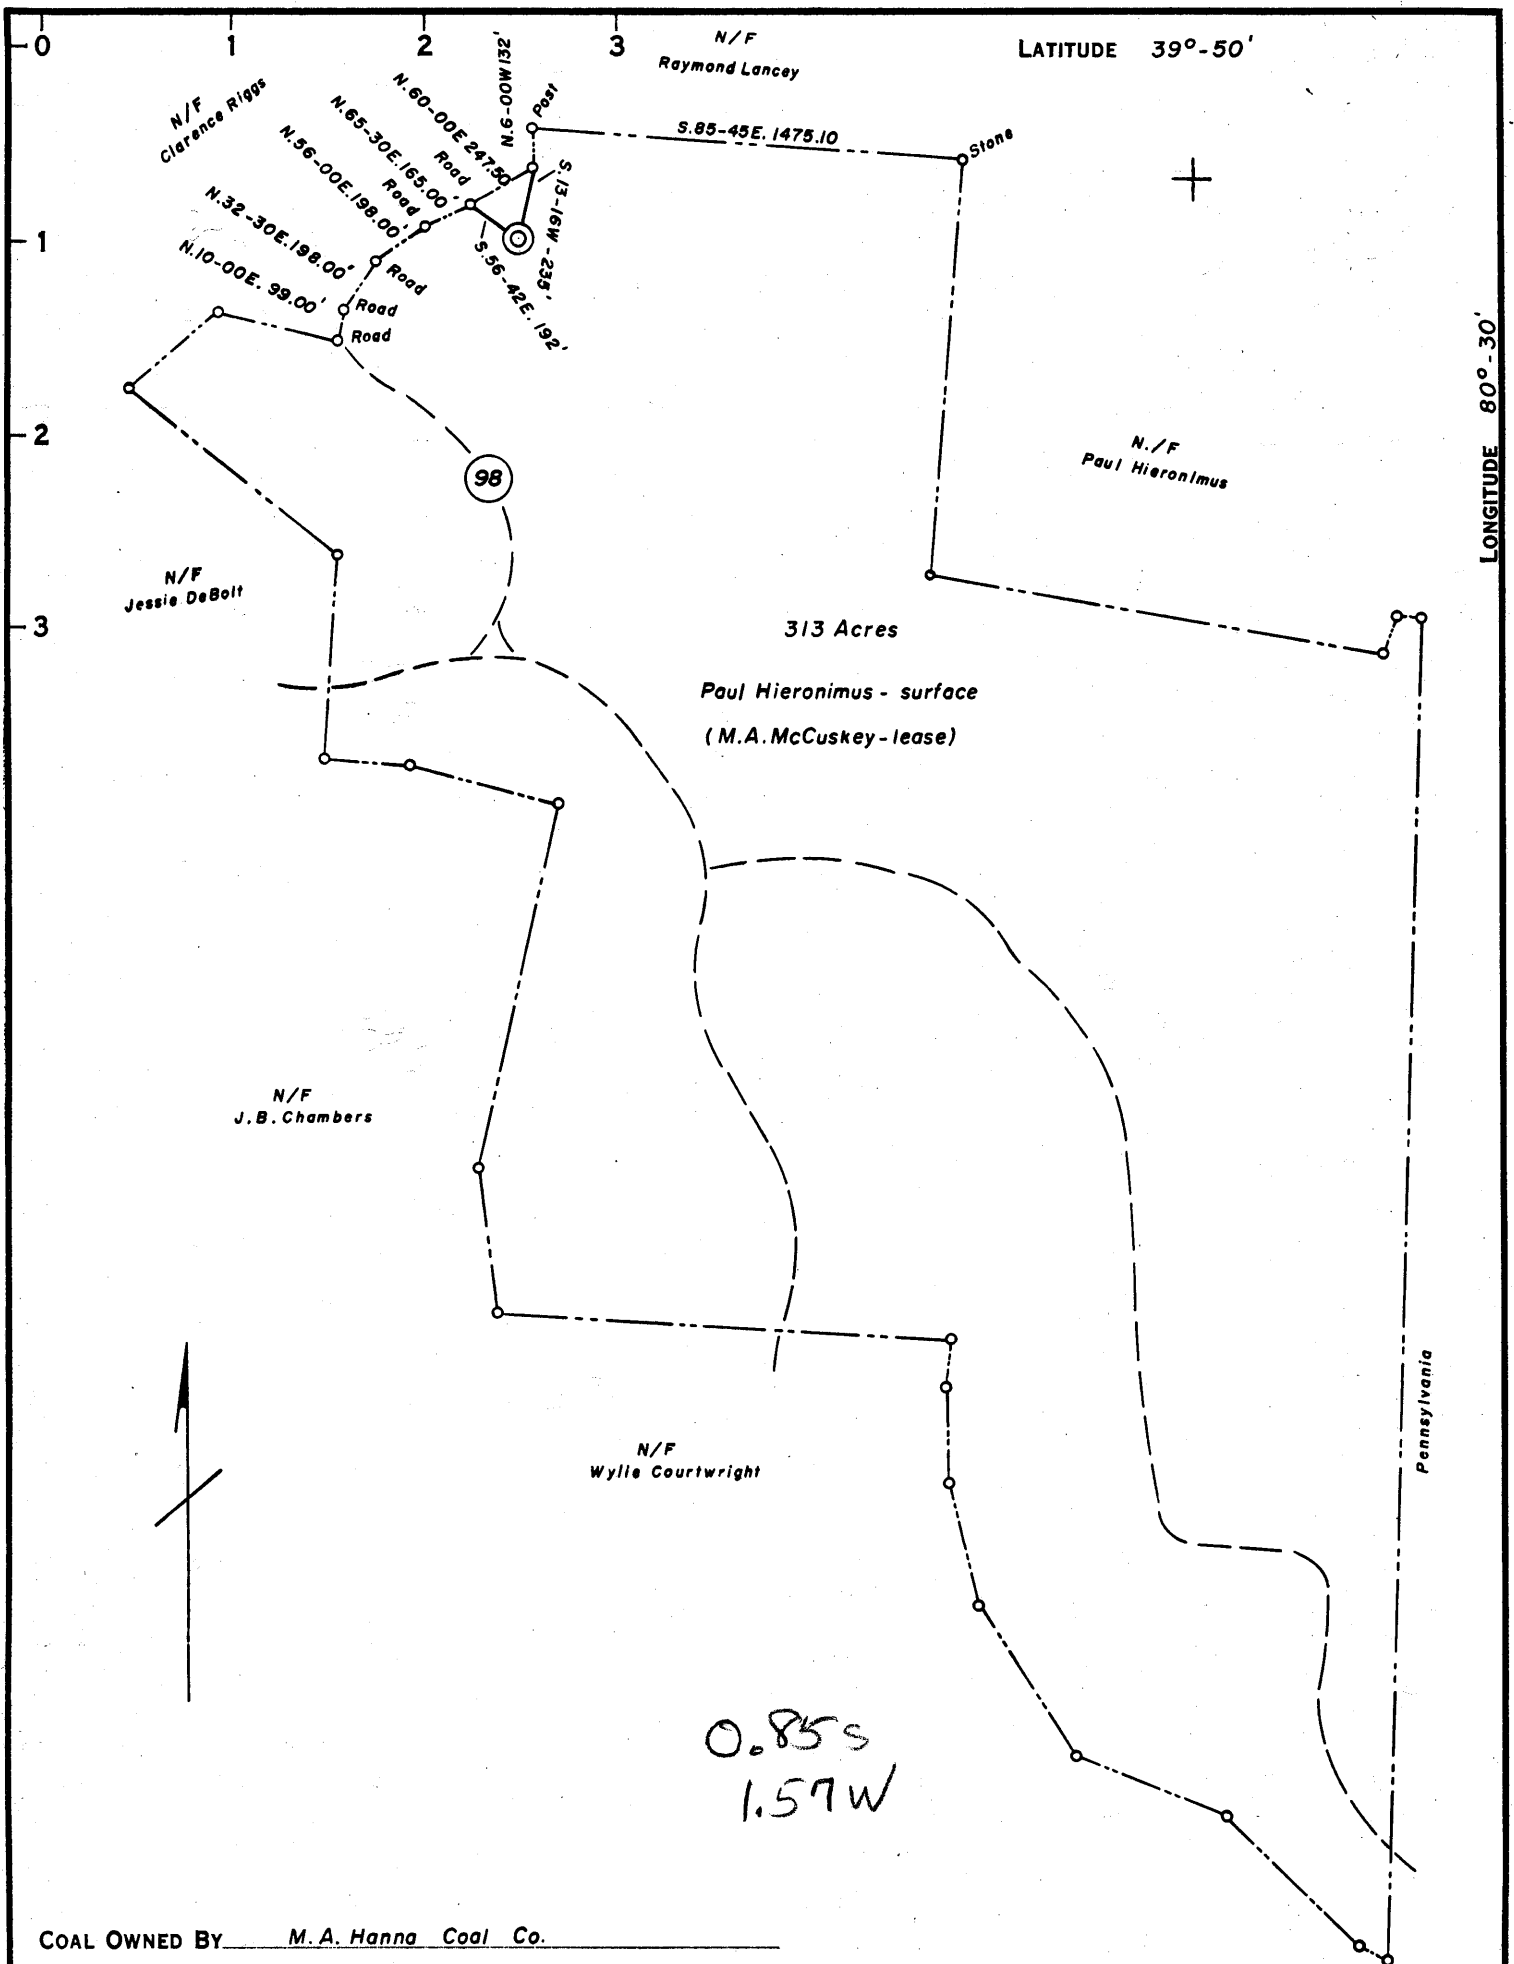 0 1 2 3
N/F
Raymond Lancey
LATITUDE 39°-50'
N/F
Clarence Riggs
N.6-00W 132'
Post
N.60-00E 247.50
Road
N.65-30E. 165.00'
Road
N.56-00E. 198.00'
Road
N.32-30E. 198.00'
Road
N.10-00E. 99.00'
Road
S.85-45E. 1475.10
Stone
S.13-16W-235'
S.56-42E. 192'
1
2
3
LONGITUDE 80°-30'
98
N./F
Paul Hieronimus
N/F
Jessie DeBolt
313 Acres
Paul Hieronimus - surface
(M.A. McCuskey - lease)
N/F
J.B. Chambers
Pennsylvania
N/F
Wylie Courtwright
0.85 S
1.57 W
COAL OWNED BY M. A. Hanna Coal Co.